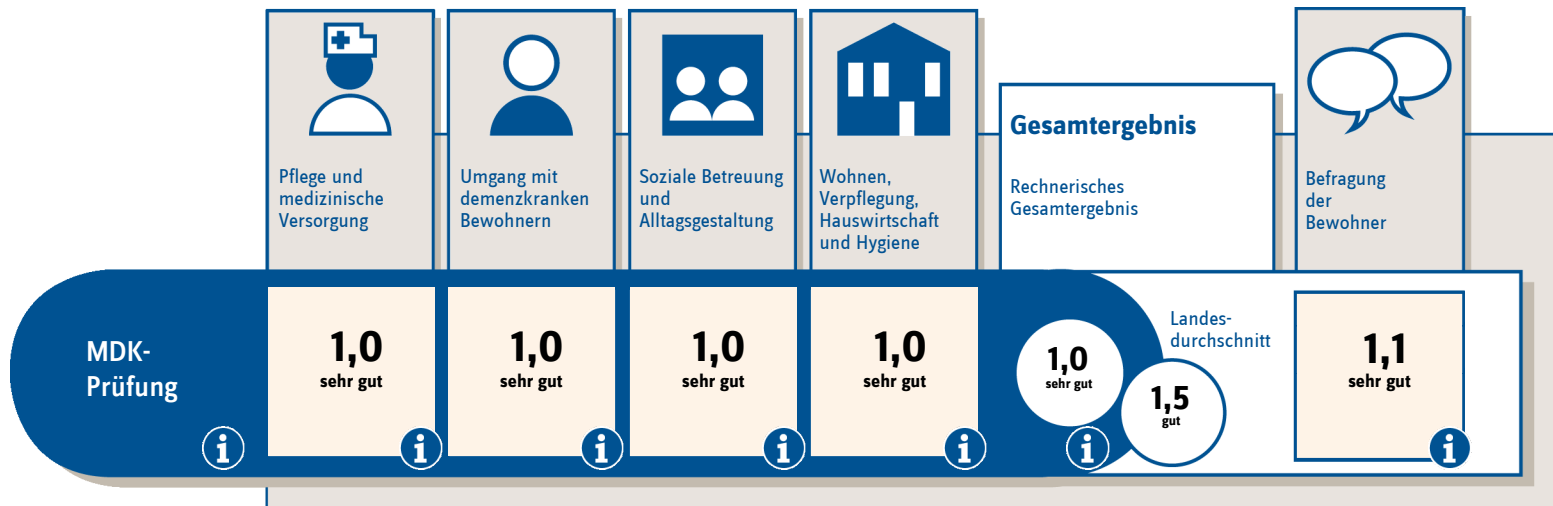 Pflege und
medizinische
Versorgung
Umgang mit
demenzkranken
Bewohnern
Soziale Betreuung
und
Alltagsgestaltung
Wohnen,
Verpflegung,
Hauswirtschaft
und Hygiene
Gesamtergebnis
Rechnerisches
Gesamtergebnis
Befragung
der
Bewohner
MDK-
Prüfung
i
1,0
sehr gut
i
1,0
sehr gut
i
1,0
sehr gut
i
1,0
sehr gut
i
1,0
sehr gut
i
Landes-
durchschnitt
1,5
gut
1,1
sehr gut
i